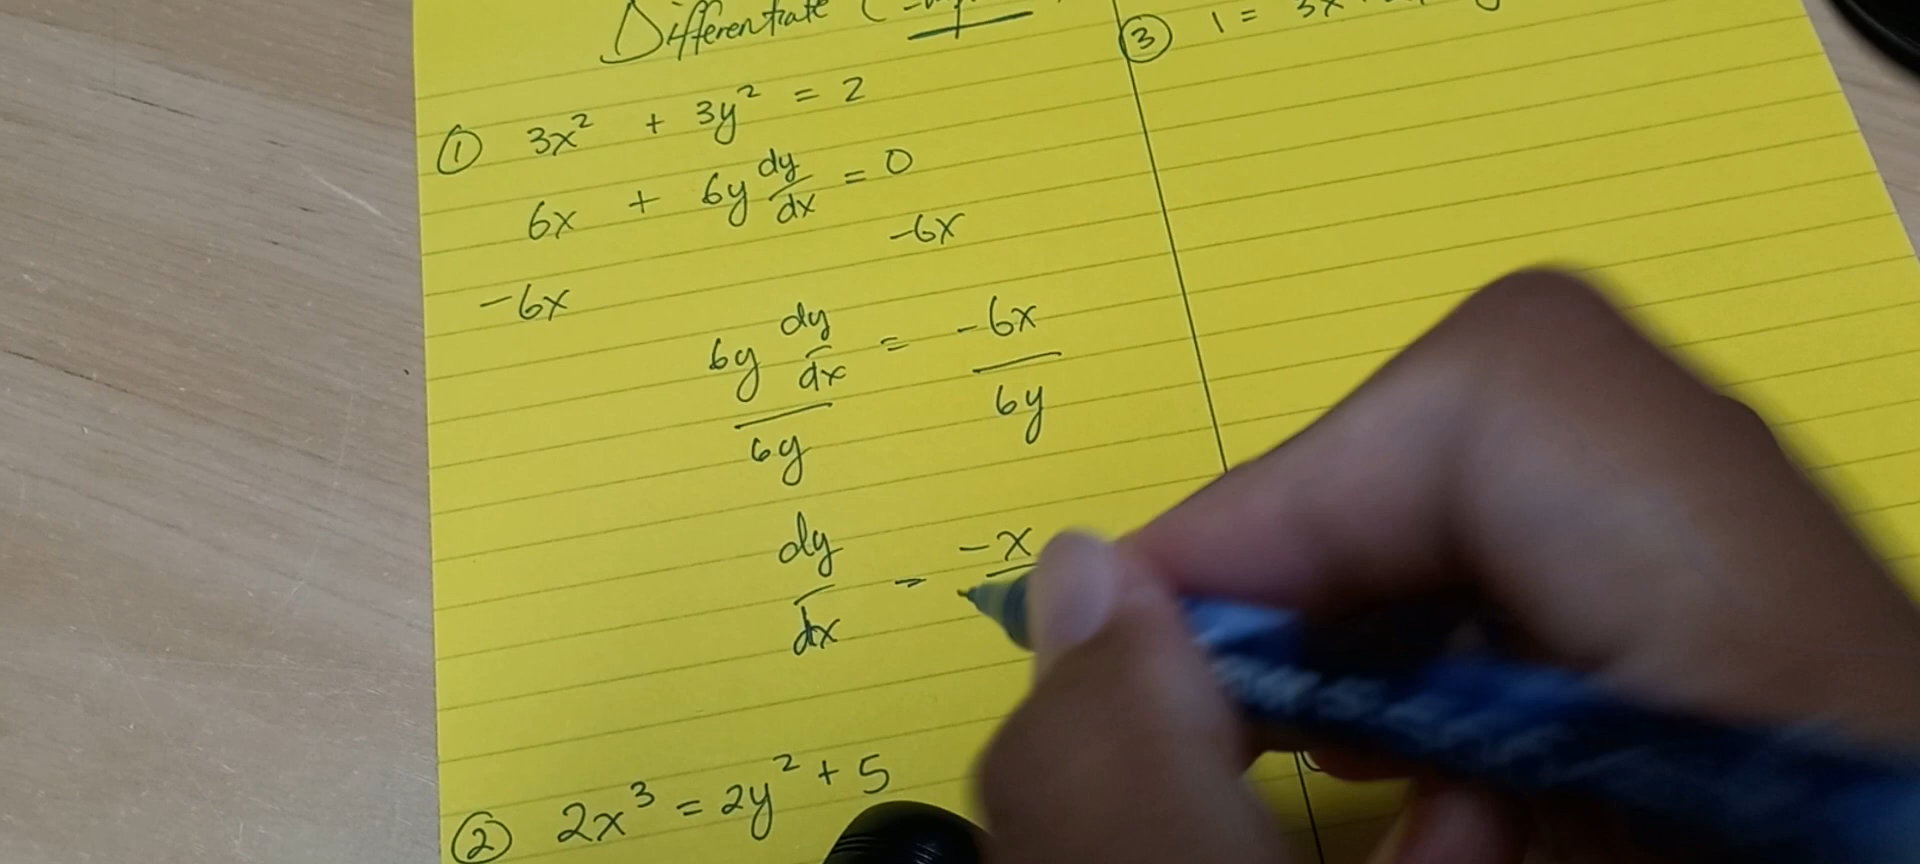 Differentiate (
① 3x² + 3y² = 2
6x + 6y dy/dx = 0
-6x -6x
6y dy/dx / 6y = -6x / 6y
dy/dx = -x
② 2x³ = 2y² + 5
③ 1 = 3x